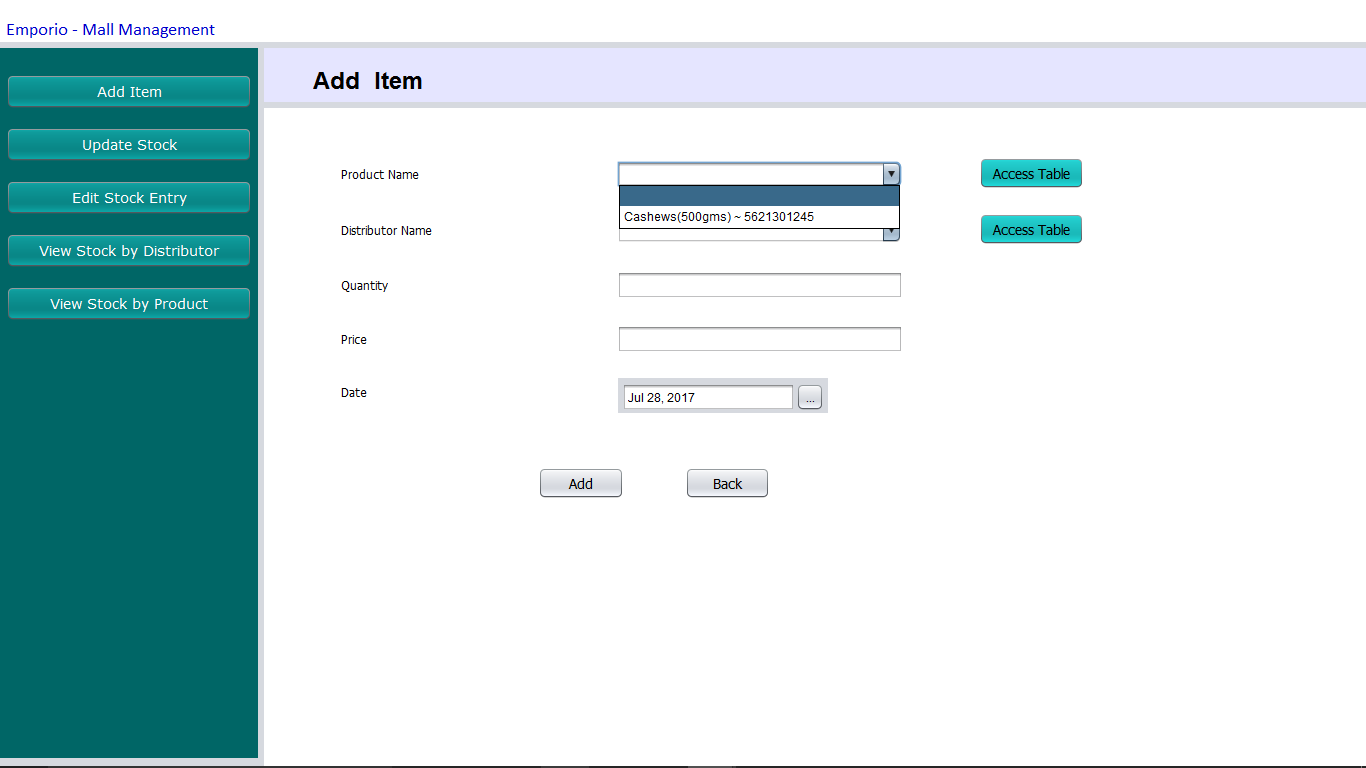 Emporio - Mall Management
Add Item
Update Stock
Edit Stock Entry
View Stock by Distributor
View Stock by Product
Add Item
Product Name
Access Table
Cashews(500gms) ~ 5621301245
Distributor Name
Access Table
Quantity
Price
Date
Jul 28, 2017
...
Add
Back